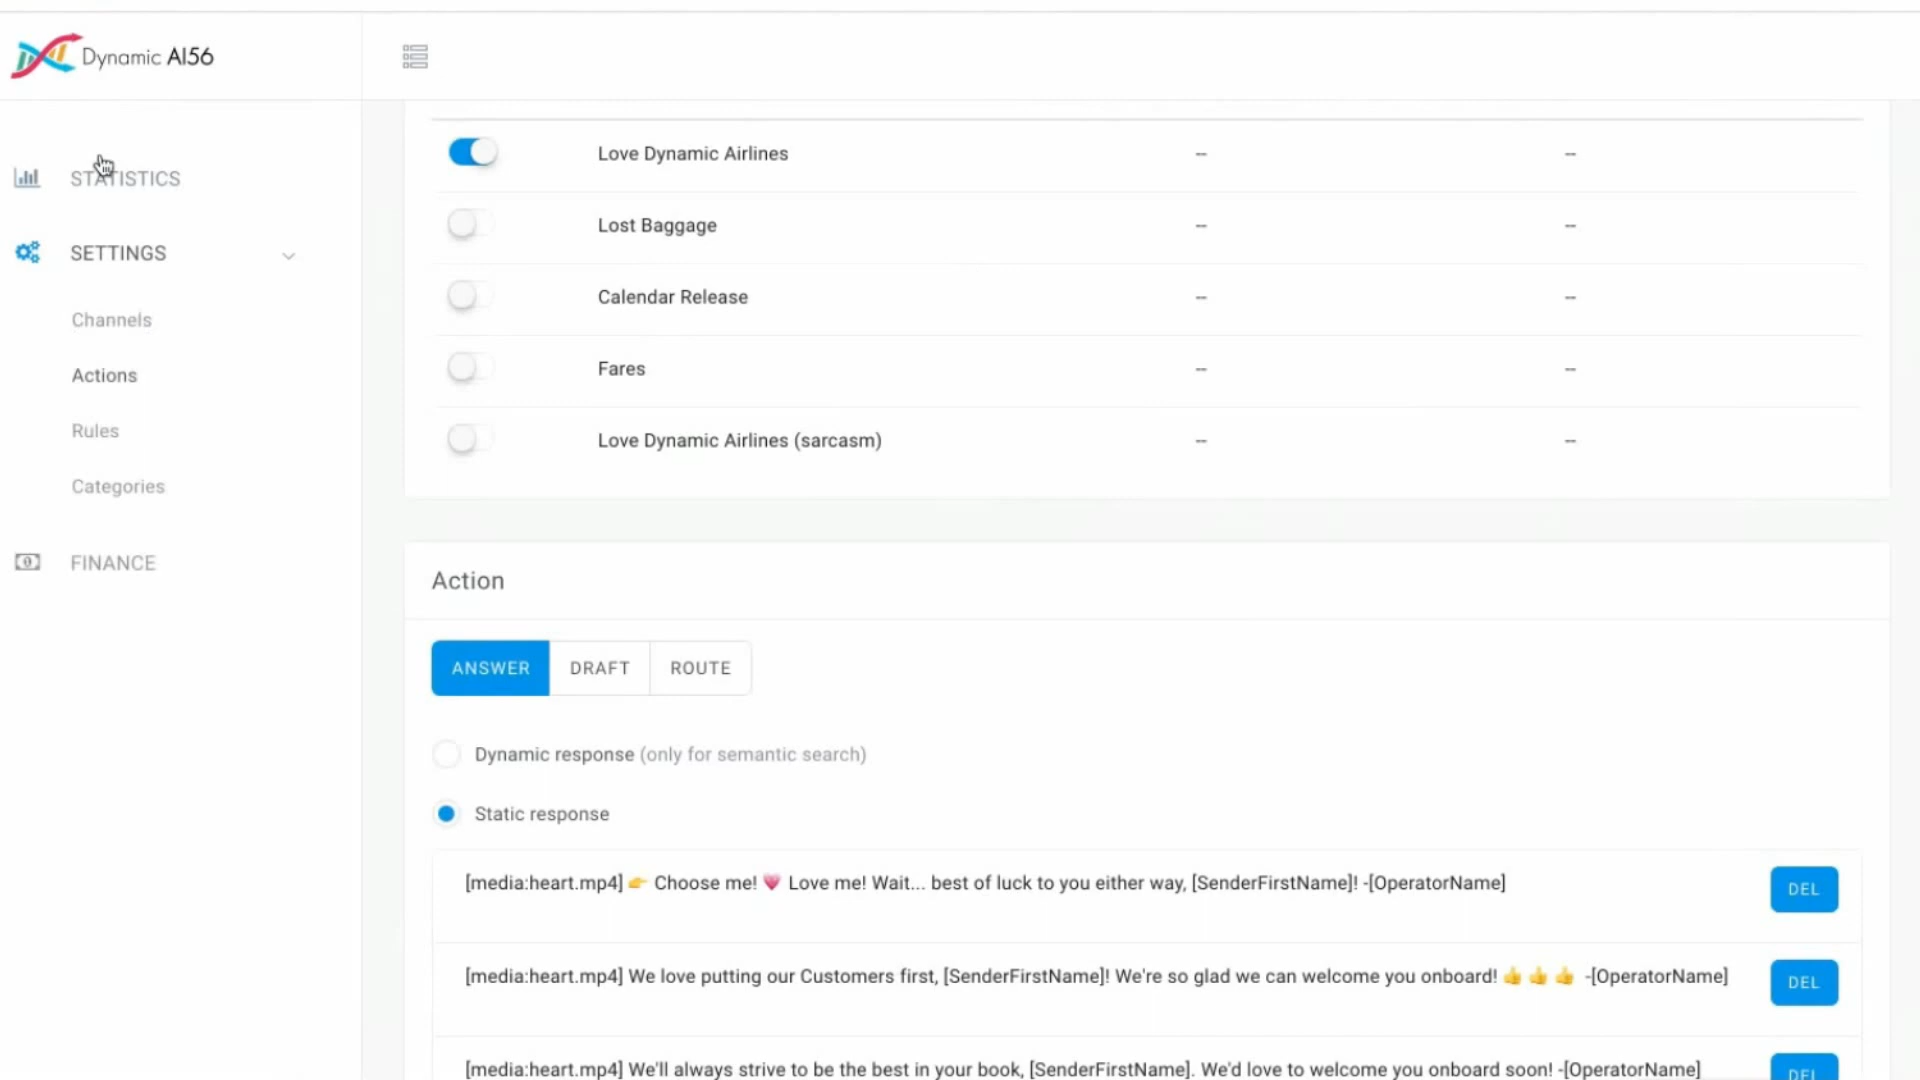 Dynamic AI56
STATISTICS
SETTINGS
Channels
Actions
Rules
Categories
FINANCE
Love Dynamic Airlines -- --
Lost Baggage -- --
Calendar Release -- --
Fares -- --
Love Dynamic Airlines (sarcasm) -- --
Action
ANSWER DRAFT ROUTE
Dynamic response (only for semantic search)
Static response
[media:heart.mp4] 👉 Choose me! 💗 Love me! Wait... best of luck to you either way, [SenderFirstName]! -[OperatorName] DEL
[media:heart.mp4] We love putting our Customers first, [SenderFirstName]! We're so glad we can welcome you onboard! 👍 👍 👍 -[OperatorName] DEL
[media:heart.mp4] We'll always strive to be the best in your book, [SenderFirstName]. We'd love to welcome you onboard soon! -[OperatorName] DEL